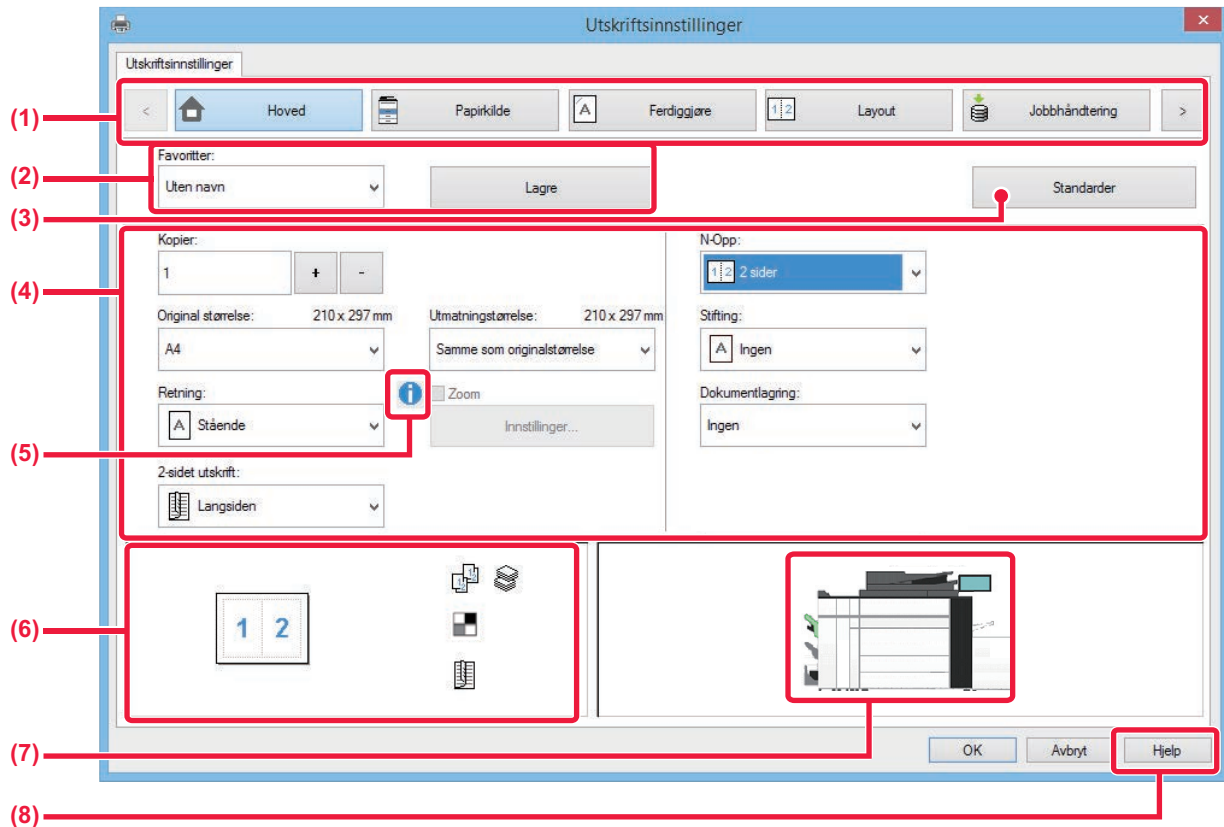 Utskriftsinnstillinger
Utskriftsinnstillinger
(1)
< Hoved Papirkilde Ferdiggjøre Layout Jobbhåndtering >
(2)
Favoritter:
Uten navn Lagre Standarder
(3)
(4)
Kopier: N-Opp:
1 + - 1 2 2 sider
Original størrelse: 210 x 297 mm Utmatningstørrelse: 210 x 297 mm Stifting:
A4 Samme som originalstørrelse A Ingen
Retning: Zoom Dokumentlagring:
A Stående Innstillinger... Ingen
(5)
2-sidet utskrift:
Langsiden
(6)
1 2
(7)
OK Avbryt Hjelp
(8)